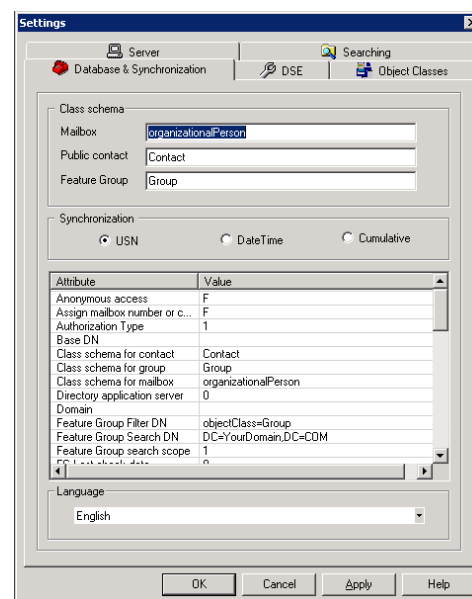 Settings
Server
Searching
Database & Synchronization
DSE
Object Classes
Class schema
Mailbox organizationalPerson
Public contact Contact
Feature Group Group
Synchronization
USN DateTime Cumulative
Attribute Value
Anonymous access F
Assign mailbox number or c... F
Authorization Type 1
Base DN
Class schema for contact Contact
Class schema for group Group
Class schema for mailbox organizationalPerson
Directory application server 0
Domain
Feature Group Filter DN objectClass=Group
Feature Group Search DN DC=YourDomain,DC=COM
Feature Group search scope 1
Language
English
OK Cancel Apply Help